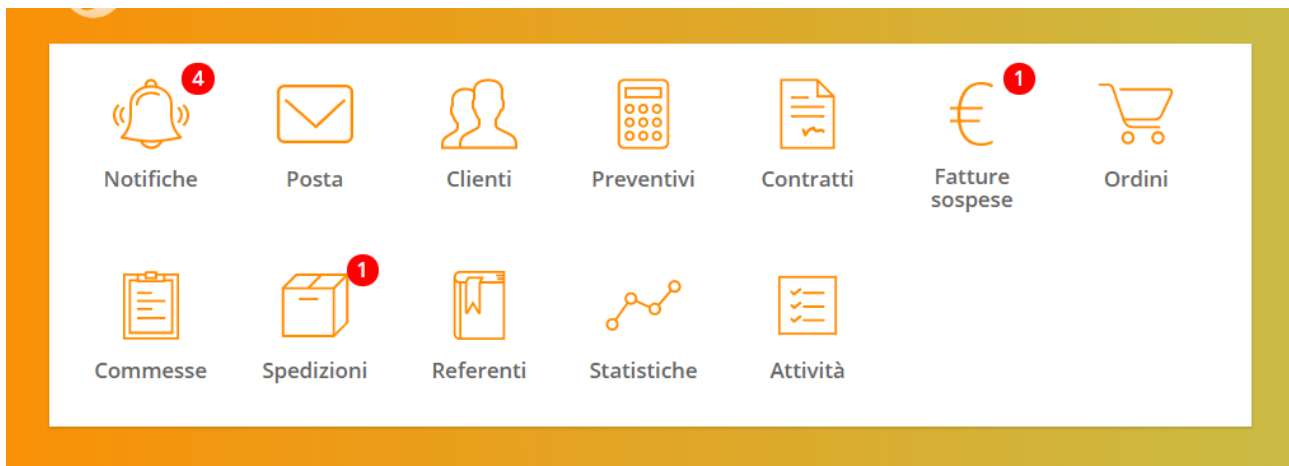 4
1
Notifiche
Posta
Clienti
Preventivi
Contratti
Fatture
sospese
Ordini
1
Commesse
Spedizioni
Referenti
Statistiche
Attività